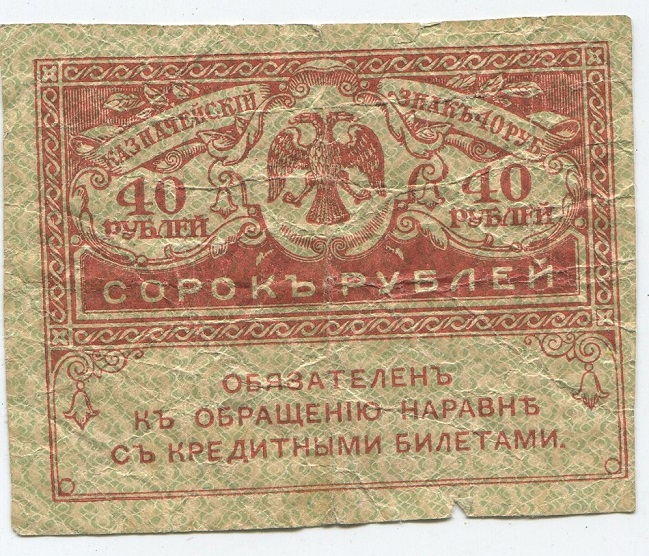 КАЗНАЧЕЙСКІЙ ЗНАКЪ 40 РУБ.
40 РУБЛЕЙ 40 РУБЛЕЙ
СОРОКЪ РУБЛЕЙ
ОБЯЗАТЕЛЕНЪ
КЪ ОБРАЩЕНІЮ НАРАВНѢ
СЪ КРЕДИТНЫМИ БИЛЕТАМИ.